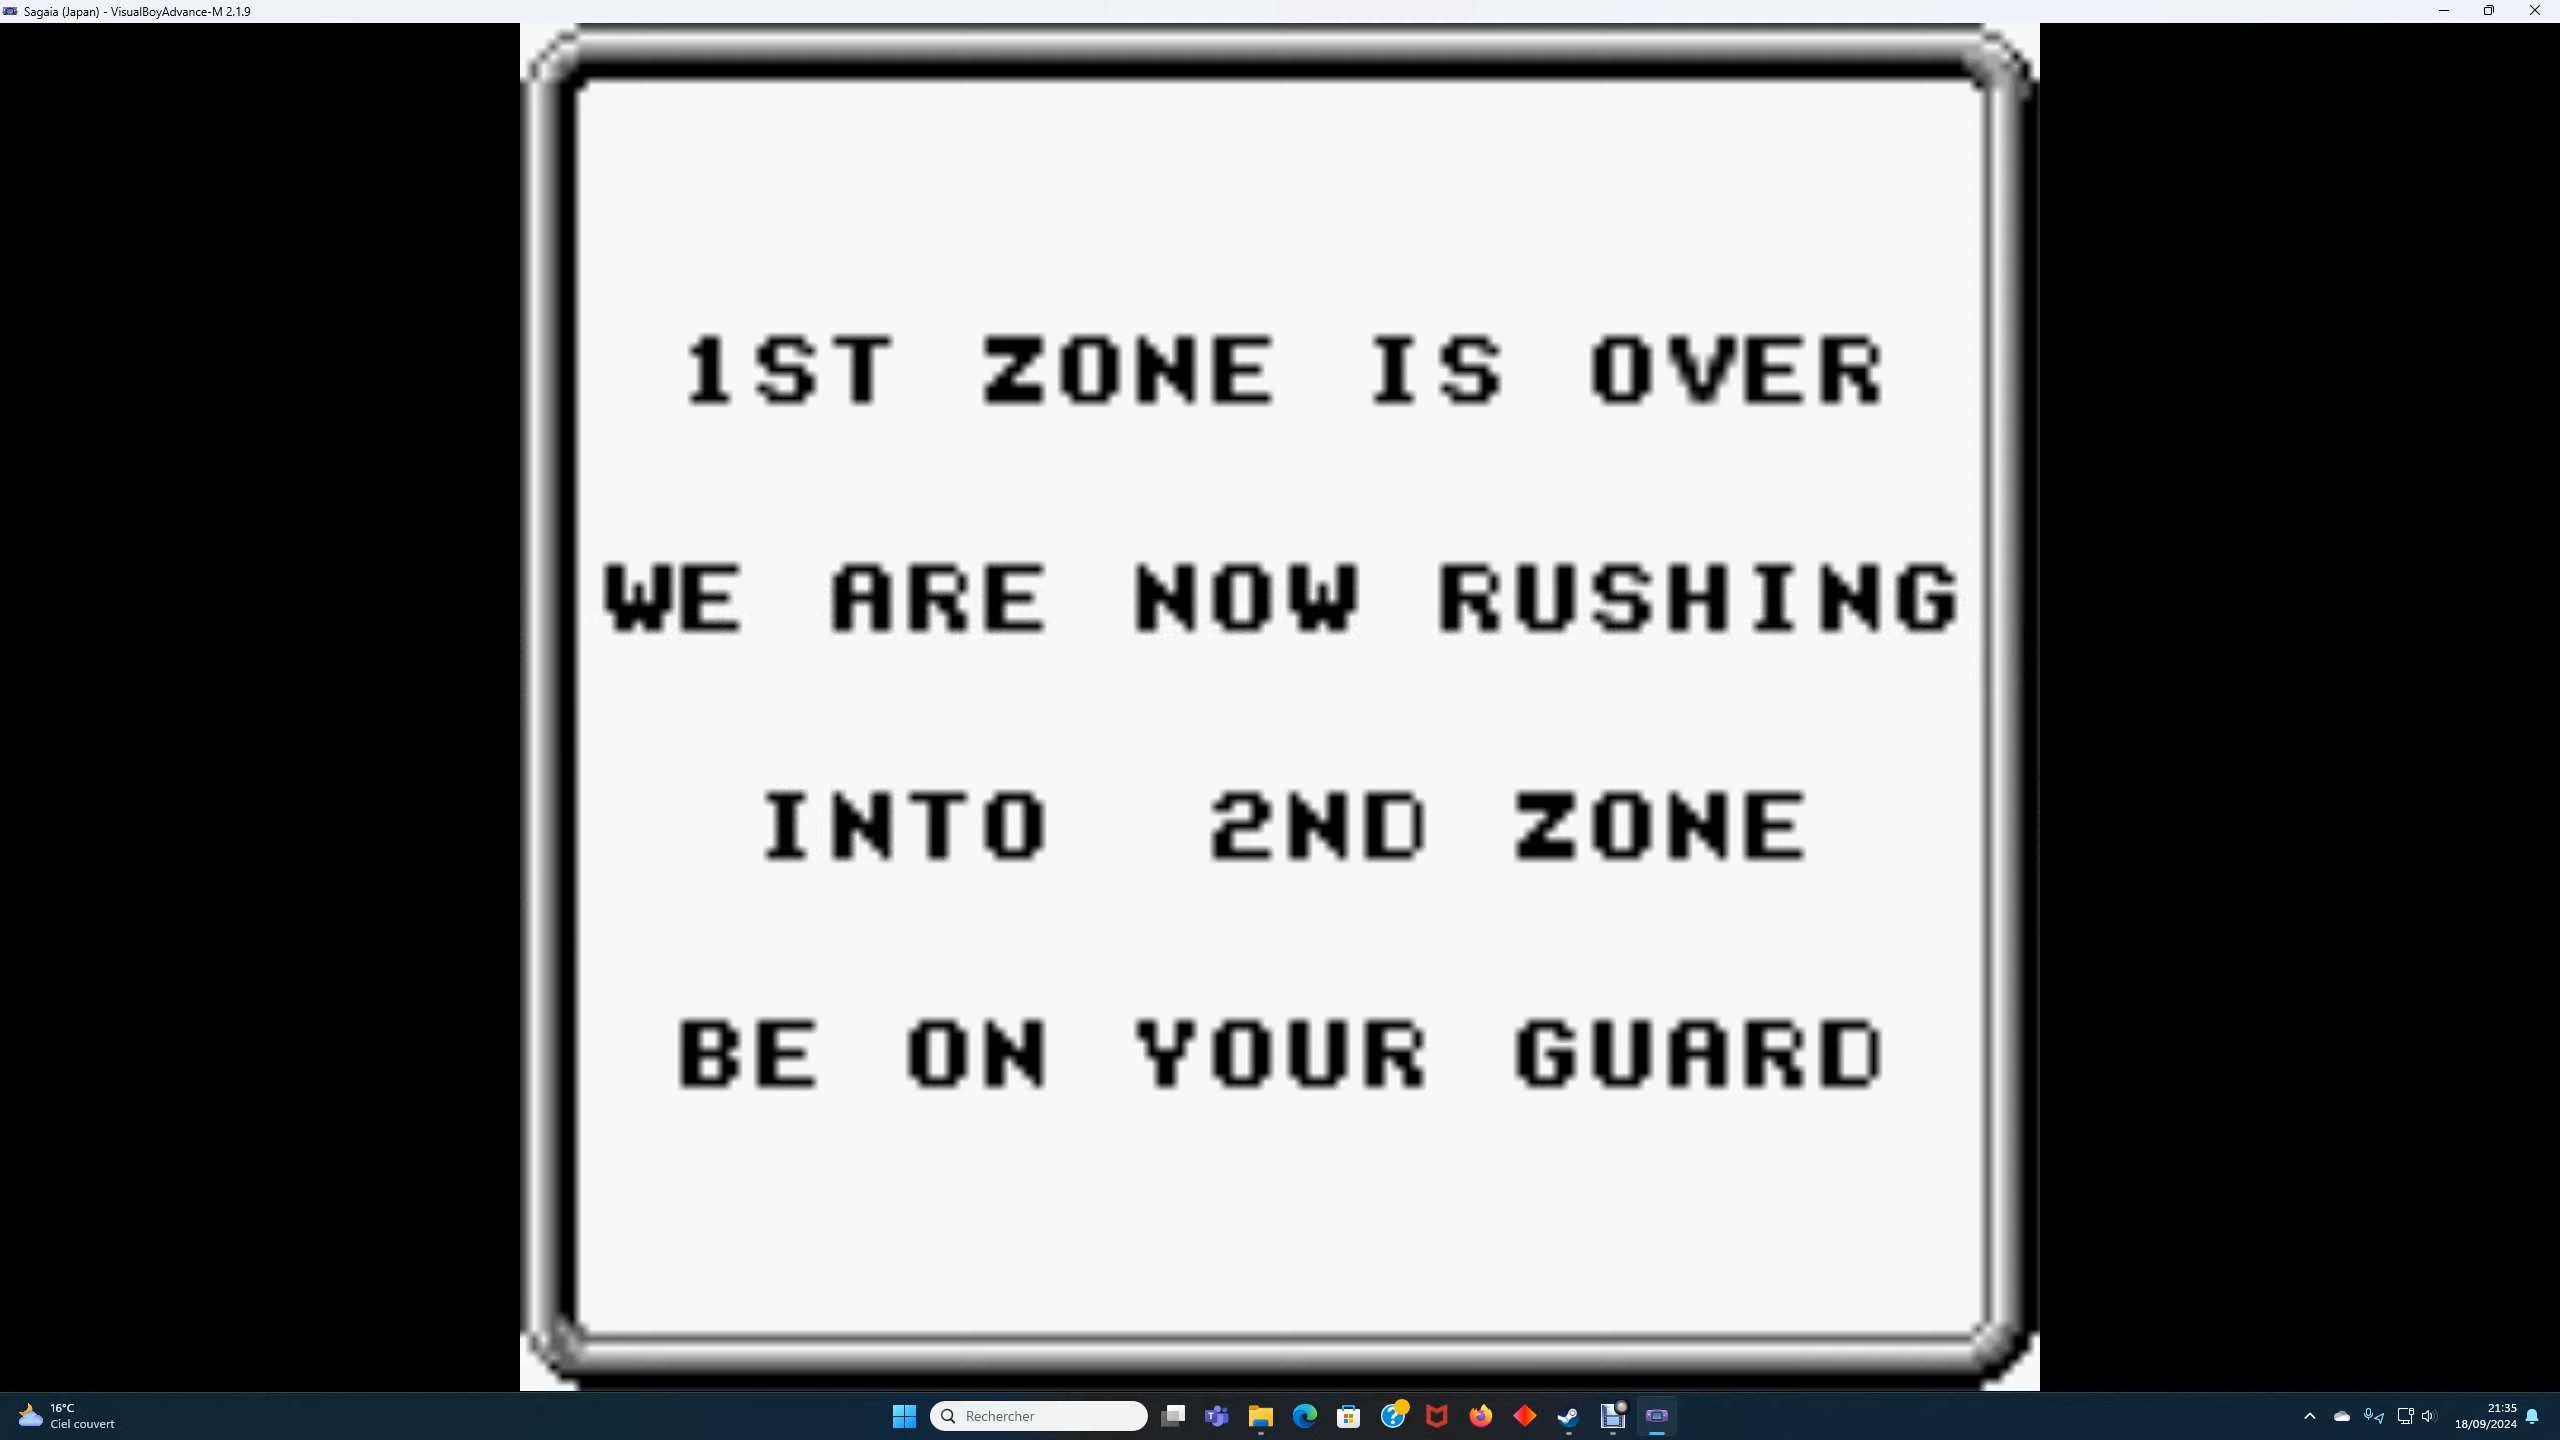 Sagaia (Japan) - VisualBoyAdvance-M 2.1.9
1ST ZONE IS OVER
WE ARE NOW RUSHING
INTO 2ND ZONE
BE ON YOUR GUARD
16°C
Ciel couvert
Rechercher
21:35
18/09/2024